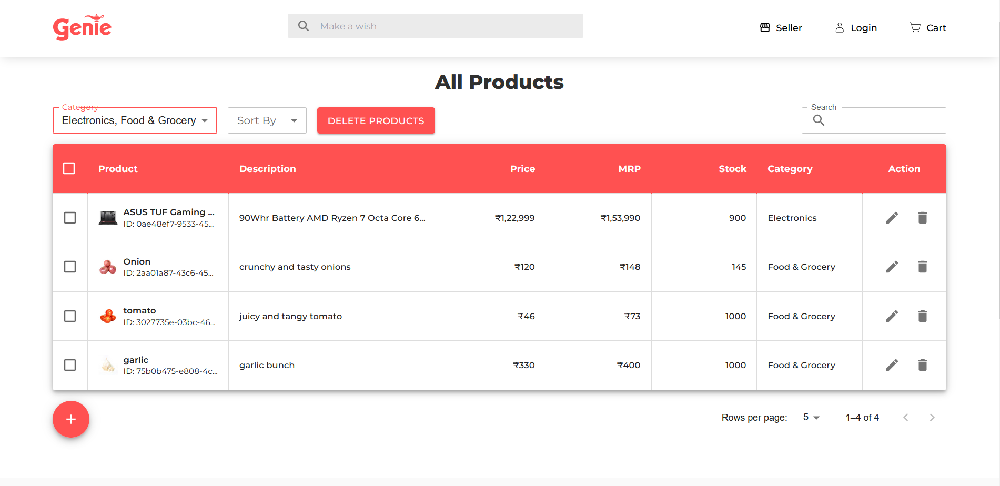 Genie
Make a wish
Seller
Login
Cart
All Products
Category
Electronics, Food & Grocery
Sort By
DELETE PRODUCTS
Search
Product Description Price MRP Stock Category Action
ASUS TUF Gaming ...
ID: 0ae48ef7-9533-45...
90Whr Battery AMD Ryzen 7 Octa Core 6... ₹1,22,999 ₹1,53,990 900 Electronics
Onion
ID: 2aa01a87-43c6-45...
crunchy and tasty onions ₹120 ₹148 145 Food & Grocery
tomato
ID: 3027735e-03bc-46...
juicy and tangy tomato ₹46 ₹73 1000 Food & Grocery
garlic
ID: 75b0b475-e808-4c...
garlic bunch ₹330 ₹400 1000 Food & Grocery
Rows per page: 5 1–4 of 4